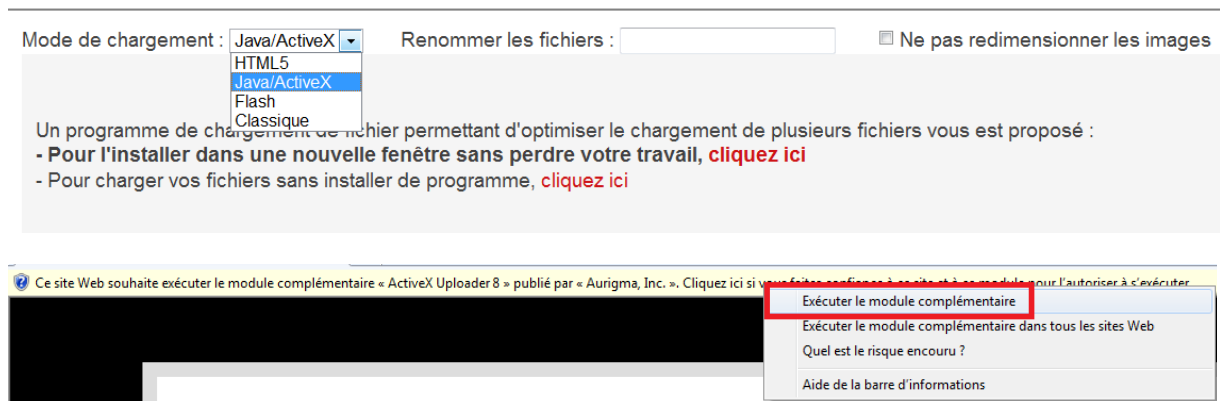 Mode de chargement : Java/ActiveX Renommer les fichiers : Ne pas redimensionner les images
HTML5
Java/ActiveX
Flash
Classique
Un programme de chargement de fichier permettant d'optimiser le chargement de plusieurs fichiers vous est proposé :
- Pour l'installer dans une nouvelle fenêtre sans perdre votre travail, cliquez ici
- Pour charger vos fichiers sans installer de programme, cliquez ici
Ce site Web souhaite exécuter le module complémentaire « ActiveX Uploader 8 » publié par « Aurigma, Inc. ». Cliquez ici si vous faites confiance à ce site et à ce module pour l'autoriser à s'exécuter
Exécuter le module complémentaire
Exécuter le module complémentaire dans tous les sites Web
Quel est le risque encouru ?
Aide de la barre d'informations